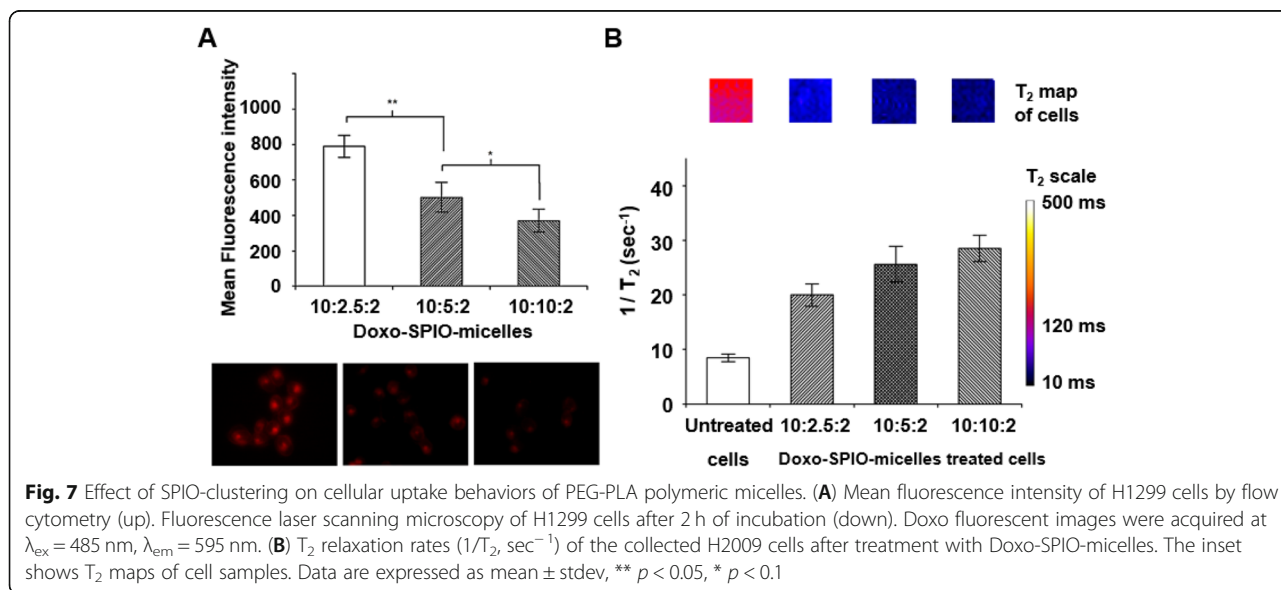 A
B
Mean Fluorescence intensity
1000
800
600
400
200
0
**
*
10:2.5:2 10:5:2 10:10:2
Doxo-SPIO-micelles
T₂ map
of cells
1 / T₂ (sec⁻¹)
40
30
20
10
0
T₂ scale
500 ms
120 ms
10 ms
Untreated 10:2.5:2 10:5:2 10:10:2
cells Doxo-SPIO-micelles treated cells
Fig. 7 Effect of SPIO-clustering on cellular uptake behaviors of PEG-PLA polymeric micelles. (A) Mean fluorescence intensity of H1299 cells by flow
cytometry (up). Fluorescence laser scanning microscopy of H1299 cells after 2 h of incubation (down). Doxo fluorescent images were acquired at
λex = 485 nm, λem = 595 nm. (B) T₂ relaxation rates (1/T₂, sec⁻¹) of the collected H2009 cells after treatment with Doxo-SPIO-micelles. The inset
shows T₂ maps of cell samples. Data are expressed as mean ± stdev, ** p < 0.05, * p < 0.1